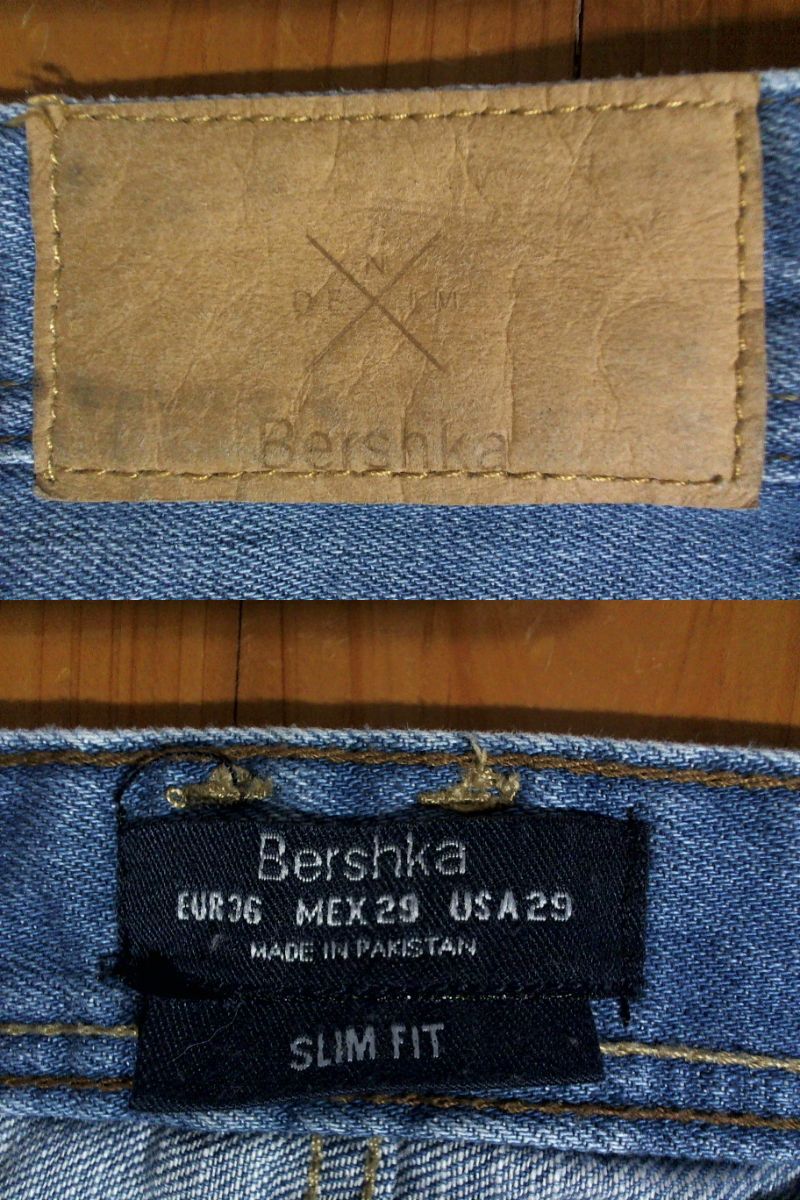 N
DE IM
Bershka
Bershka
EUR36 MEX29 USA29
MADE IN PAKISTAN
SLIM FIT